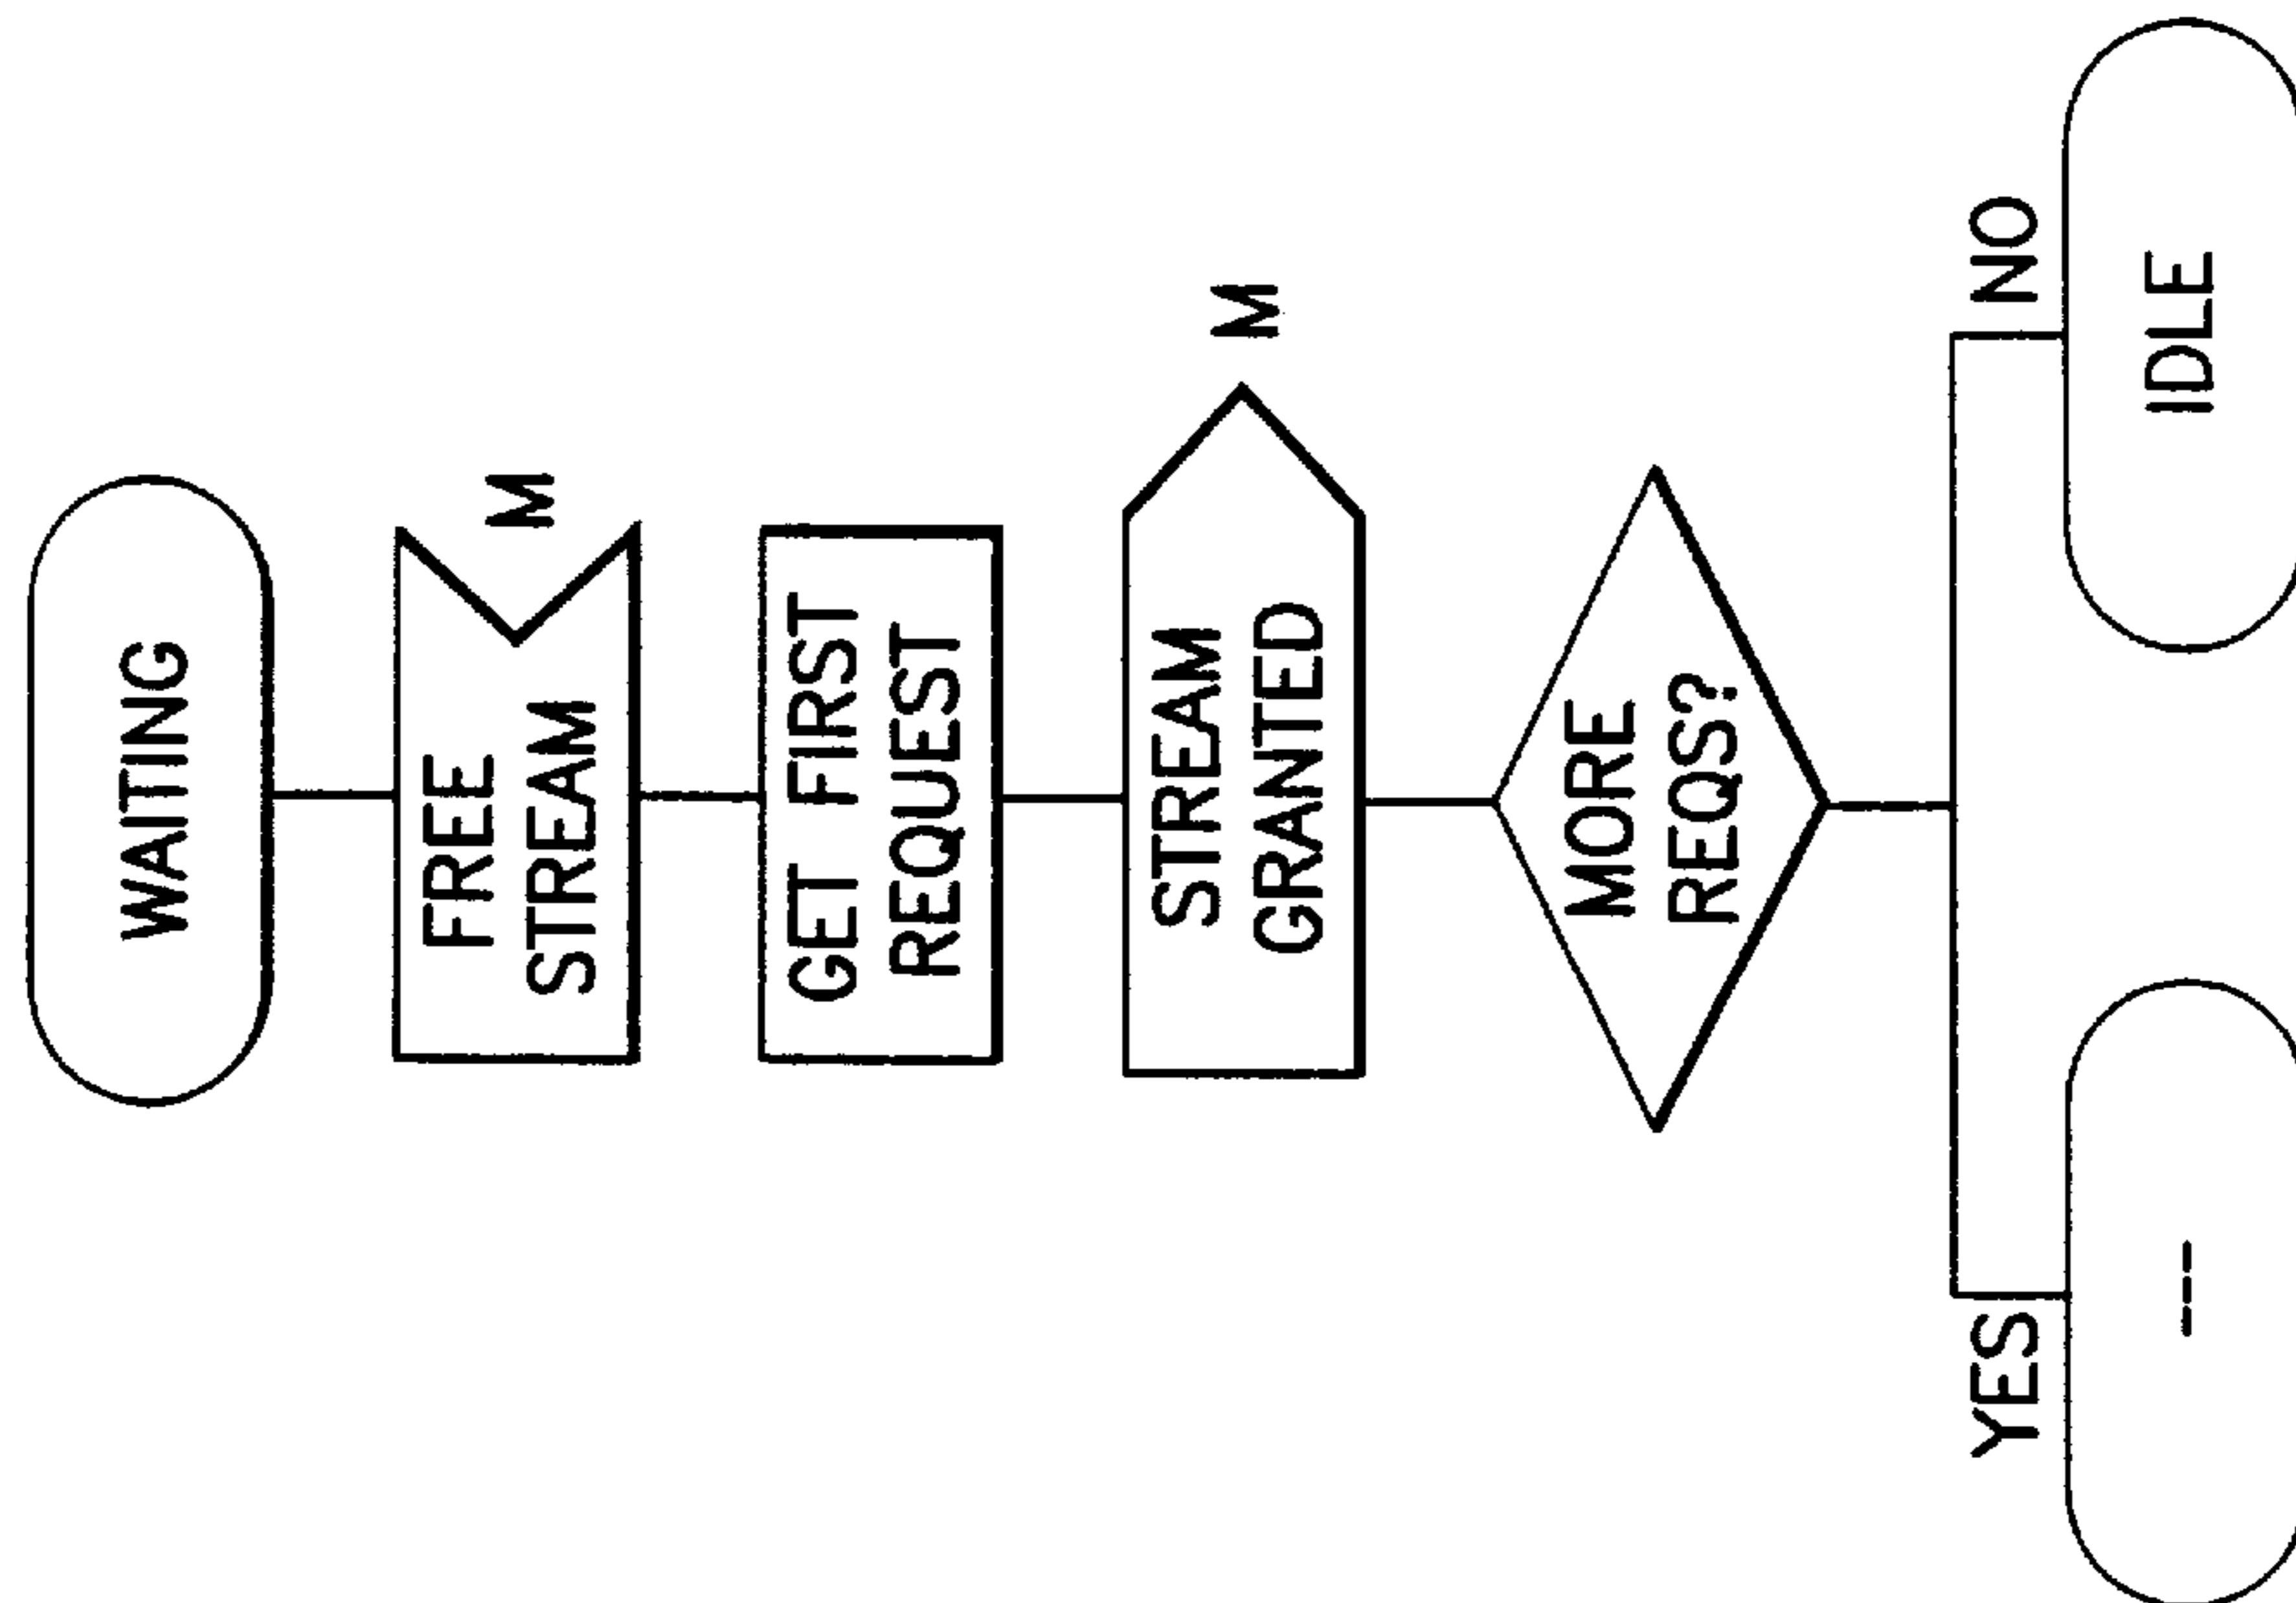 WAITING
FREE
STREAM
M
GET FIRST
REQUEST
STREAM
GRANTED
M
MORE
REQS?
YES
NO
---
IDLE